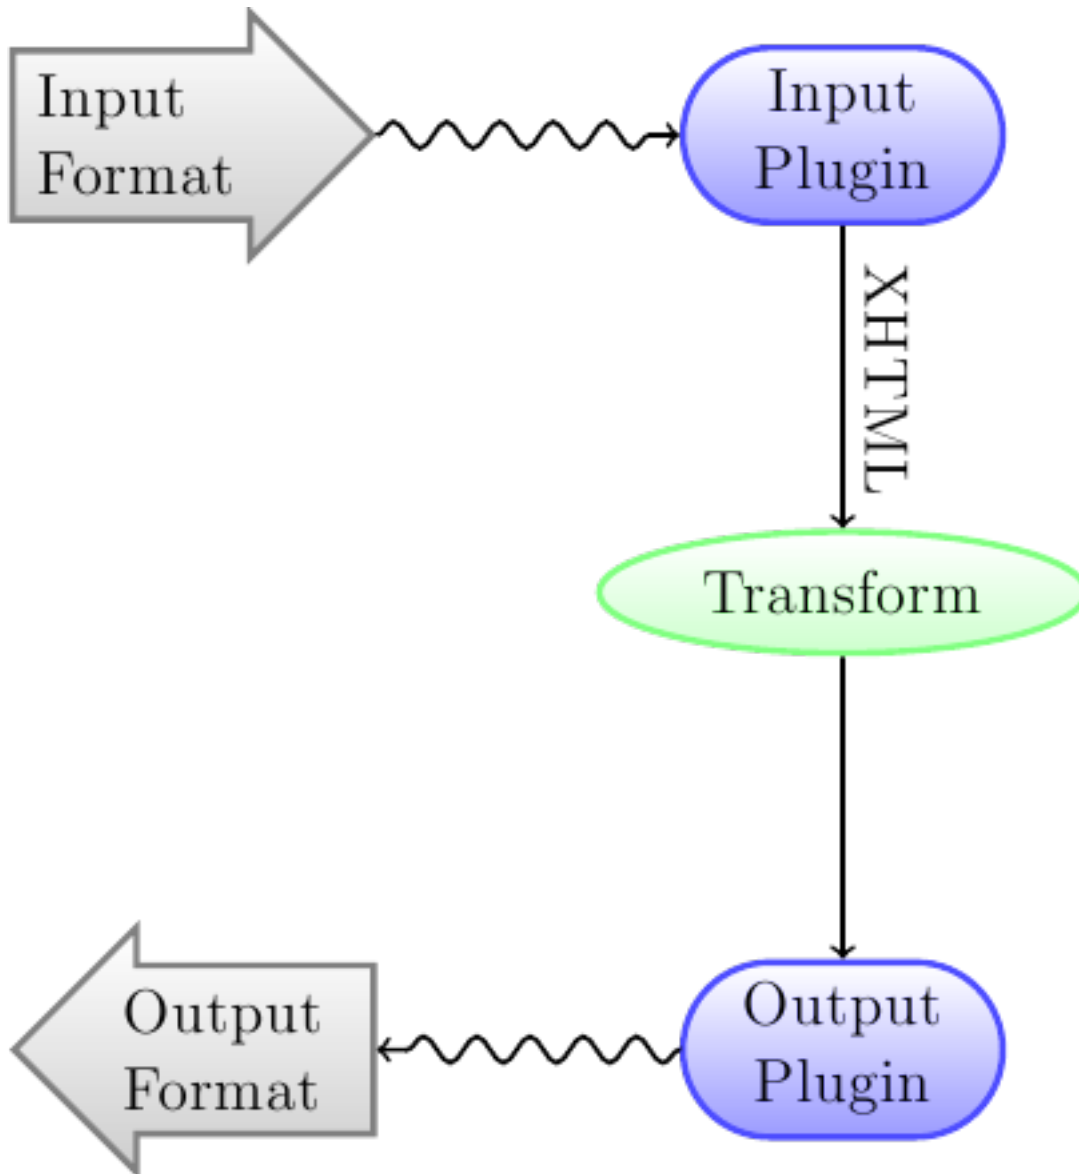 Input
Format
Input
Plugin
XHTML
Transform
Output
Format
Output
Plugin